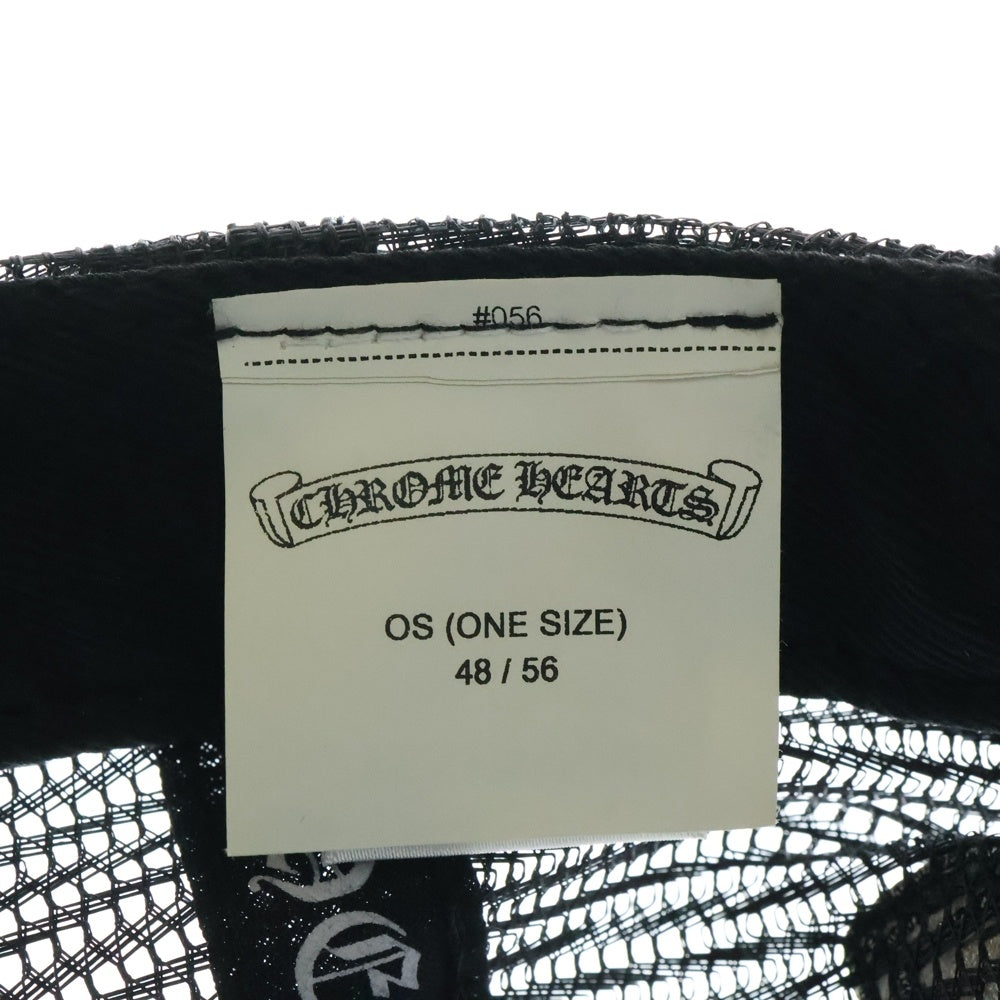 #056
CHROME HEARTS
OS (ONE SIZE)
48 / 56